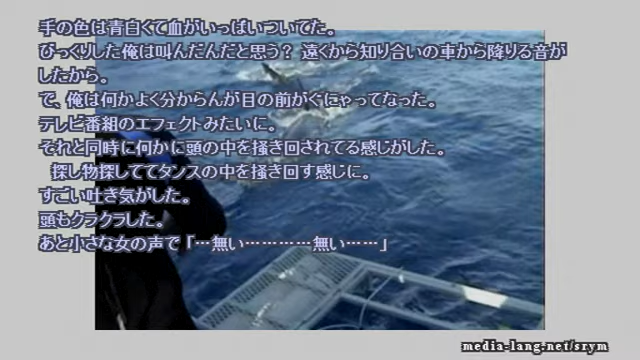 手の色は青白くて血がいっぱいついてた。
びっくりした俺は叫んだんだと思う？ 遠くから知り合いの車から降りる音が
したから。
で、俺は何かよく分からんが目の前がぐにゃってなった。
テレビ番組のエフェクトみたいに。
それと同時に何かに頭の中を掻き回されてる感じがした。
探し物探しててタンスの中を掻き回す感じに。
すごい吐き気がした。
頭もクラクラした。
あと小さな女の声で「…無い…………無い……」
media-lang.net/srym